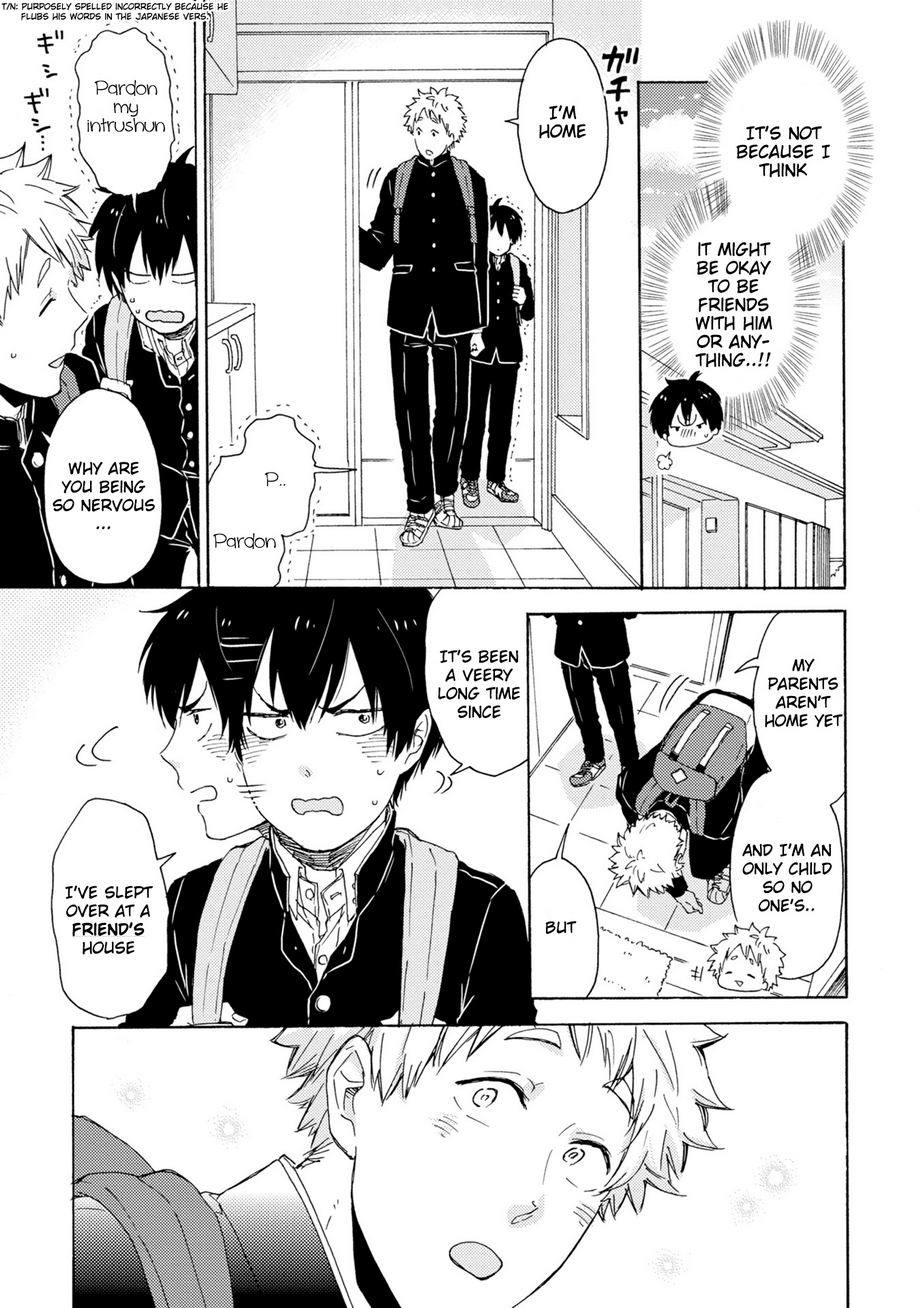 T/N: PURPOSELY SPELLED INCORRECTLY BECAUSE HE
FLUBS HIS WORDS IN THE JAPANESE VERS.
IT'S NOT
BECAUSE I
THINK
IT MIGHT
BE OKAY
TO BE
FRIENDS
WITH HIM
OR ANY-
THING..!!
ガチャ
I'M
HOME
P..
Pardon
Pardon
my
intrushun
ギシ
ギシ…
WHY ARE
YOU BEING
SO NERVOUS
...
MY
PARENTS
AREN'T
HOME YET
AND I'M AN
ONLY CHILD
SO NO
ONE'S..
BUT
IT'S BEEN
A VEERY
LONG TIME
SINCE
I'VE SLEPT
OVER AT A
FRIEND'S
HOUSE